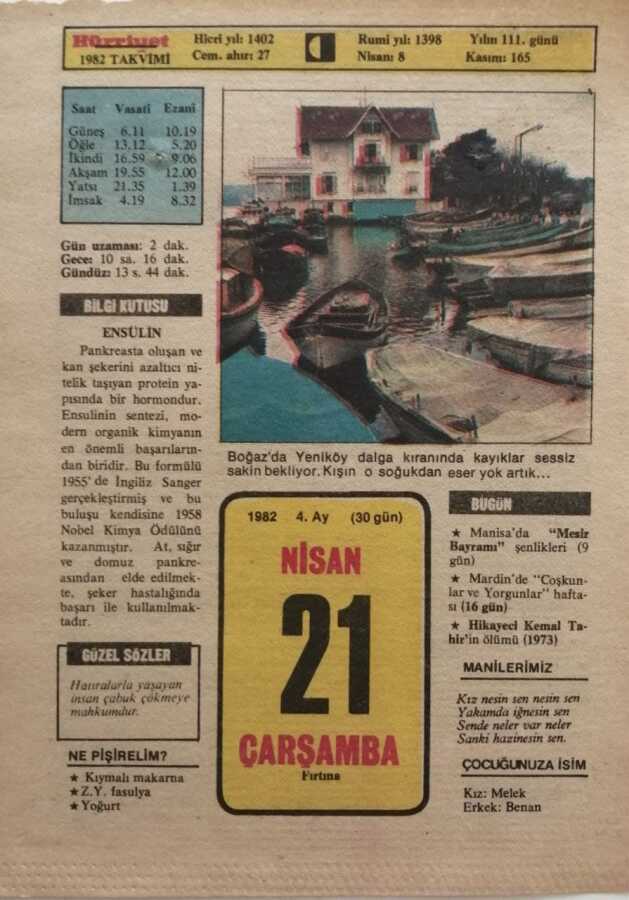 Hürriyet
1982 TAKVİMİ
Hicri yıl: 1402
Cem. ahır: 27
Rumi yıl: 1398
Nisan: 8
Yılın 111. günü
Kasım: 165
Saat Vasati Ezani
Güneş 6.11 10.19
Öğle 13.12 5.20
İkindi 16.59 9.06
Akşam 19.55 12.00
Yatsı 21.35 1.39
İmsak 4.19 8.32
Gün uzaması: 2 dak.
Gece: 10 sa. 16 dak.
Gündüz: 13 s. 44 dak.
BİLGİ KUTUSU
ENSÜLİN
Pankreasta oluşan ve
kan şekerini azaltıcı ni-
telik taşıyan protein ya-
pısında bir hormondur.
Ensulinin sentezi, mo-
dern organik kimyanın
en önemli başarıların-
dan biridir. Bu formülü
1955' de İngiliz Sanger
gerçekleştirmiş ve bu
buluşu kendisine 1958
Nobel Kimya Ödülünü
kazanmıştır. At, sığır
ve domuz pankre-
asından elde edilmek-
te, şeker hastalığında
başarı ile kullanılmak-
tadır.
GÜZEL SÖZLER
Hatıralarla yaşayan
insan çabuk çökmeye
mahkumdur.
NE PİŞİRELİM?
★ Kıymalı makarna
★ Z.Y. fasulya
★ Yoğurt
Boğaz'da Yeniköy dalga kıranında kayıklar sessiz
sakin bekliyor. Kışın o soğukdan eser yok artık...
1982 4. Ay (30 gün)
NİSAN
21
ÇARŞAMBA
Fırtına
BUGÜN
★ Manisa'da "Mesir
Bayramı" şenlikleri (9
gün)
★ Mardin'de "Coşkun-
lar ve Yorgunlar" hafta-
sı (16 gün)
★ Hikayeci Kemal Ta-
hir'in ölümü (1973)
MANİLERİMİZ
Kız nesin sen nesin sen
Yakamda iğnesin sen
Sende neler var neler
Sanki hazinesin sen.
ÇOCUĞUNUZA İSİM
Kız: Melek
Erkek: Benan